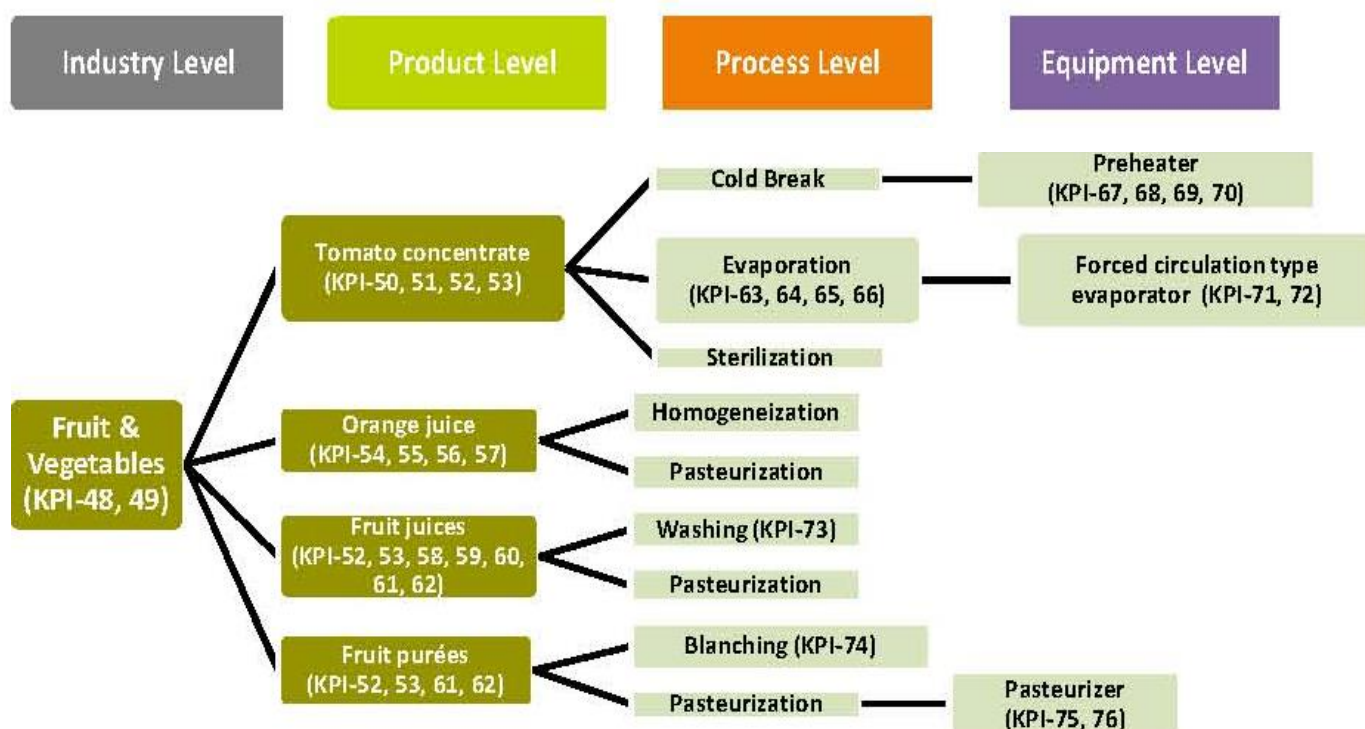 Industry Level
Product Level
Process Level
Equipment Level
Fruit &
Vegetables
(KPI-48, 49)
Tomato concentrate
(KPI-50, 51, 52, 53)
Cold Break
Preheater
(KPI-67, 68, 69, 70)
Evaporation
(KPI-63, 64, 65, 66)
Forced circulation type
evaporator (KPI-71, 72)
Sterilization
Orange juice
(KPI-54, 55, 56, 57)
Homogeneization
Pasteurization
Fruit juices
(KPI-52, 53, 58, 59, 60,
61, 62)
Washing (KPI-73)
Pasteurization
Fruit purées
(KPI-52, 53, 61, 62)
Blanching (KPI-74)
Pasteurization
Pasteurizer
(KPI-75, 76)